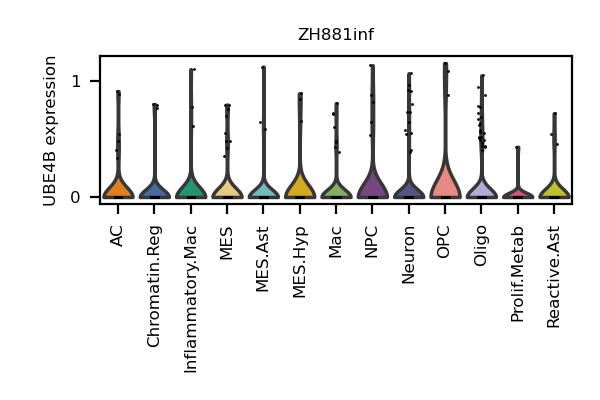 ZH881inf
UBE4B expression
1
0
AC
Chromatin.Reg
Inflammatory.Mac
MES
MES.Ast
MES.Hyp
Mac
NPC
Neuron
OPC
Oligo
Prolif.Metab
Reactive.Ast